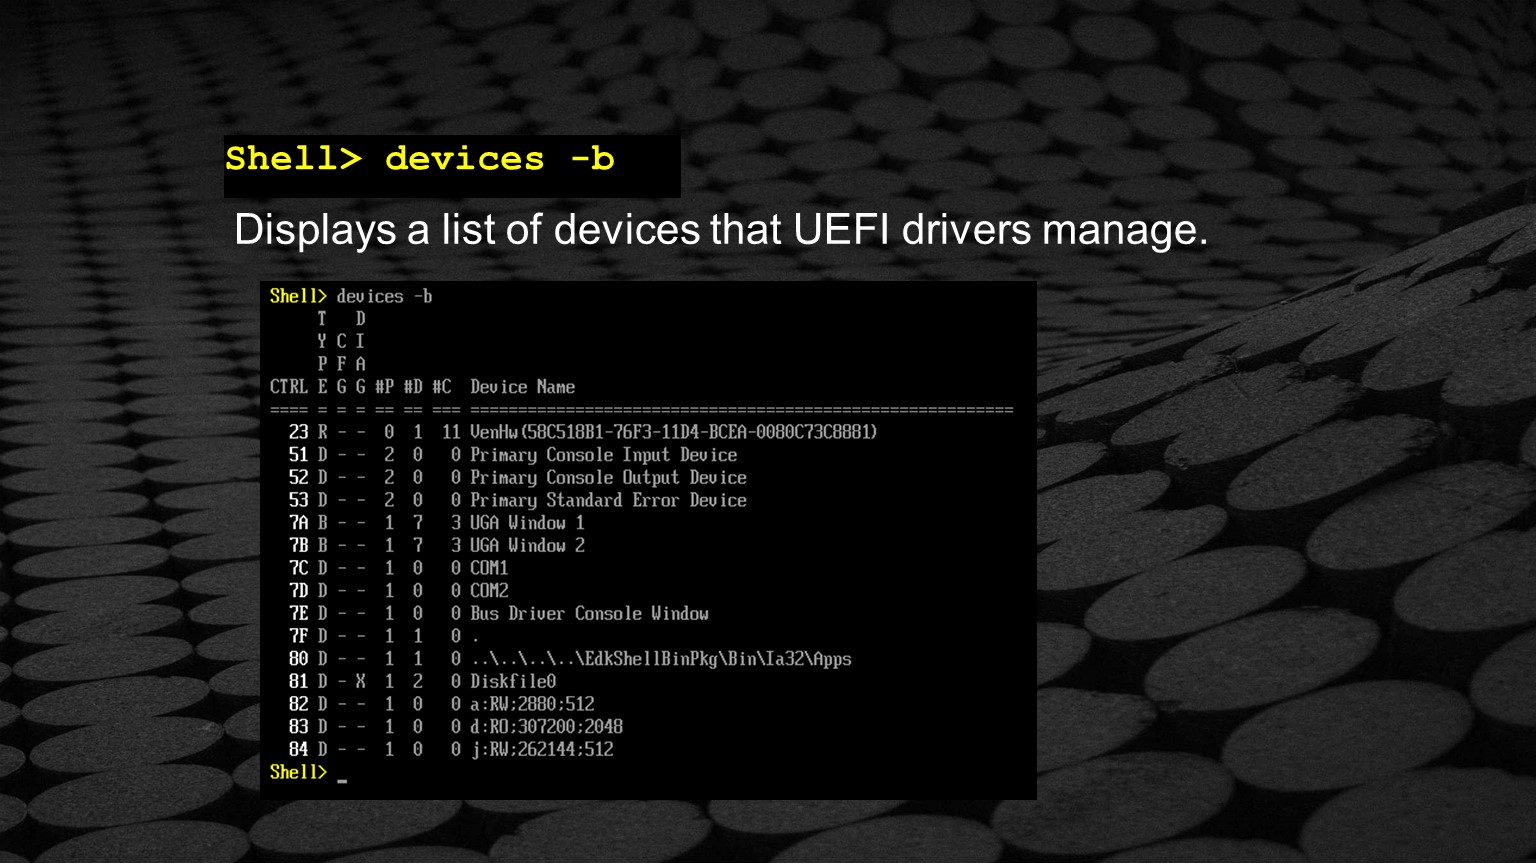 Shell> devices -b
Displays a list of devices that UEFI drivers manage.
Shell> devices -b
T D
Y C I
P F A
CTRL E G G #P #D #C Device Name
==== = = = == == === =========================================================
23 R - - 0 1 11 VenHw(58C518B1-76F3-11D4-BCEA-0080C73C8881)
51 D - - 2 0 0 Primary Console Input Device
52 D - - 2 0 0 Primary Console Output Device
53 D - - 2 0 0 Primary Standard Error Device
7A B - - 1 7 3 UGA Window 1
7B B - - 1 7 3 UGA Window 2
7C D - - 1 0 0 COM1
7D D - - 1 0 0 COM2
7E D - - 1 0 0 Bus Driver Console Window
7F D - - 1 1 0 .
80 D - - 1 1 0 ..\..\..\..\EdkShellBinPkg\Bin\Ia32\Apps
81 D - X 1 2 0 Diskfile0
82 D - - 1 0 0 a:RW;2880;512
83 D - - 1 0 0 d:RO;307200;2048
84 D - - 1 0 0 j:RW;262144;512
Shell> _